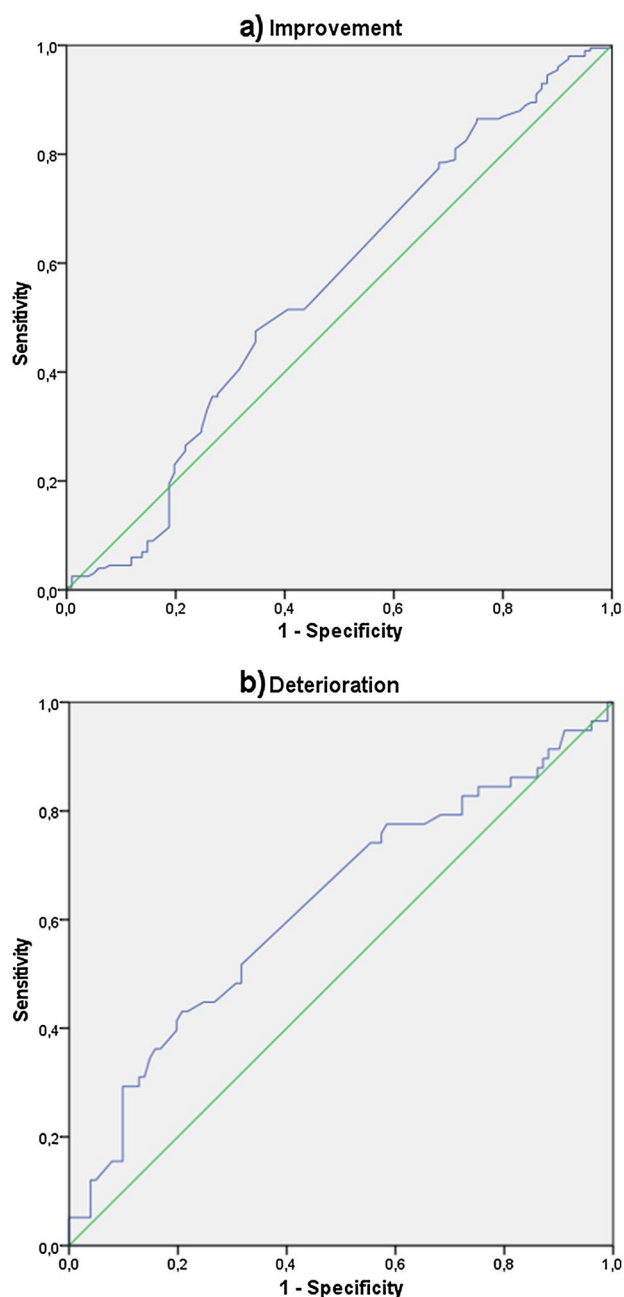 a) Improvement
1,0
0,8
0,6
0,4
0,2
0,0
Sensitivity
0,0 0,2 0,4 0,6 0,8 1,0
1 - Specificity
b) Deterioration
1,0
0,8
0,6
0,4
0,2
0,0
Sensitivity
0,0 0,2 0,4 0,6 0,8 1,0
1 - Specificity